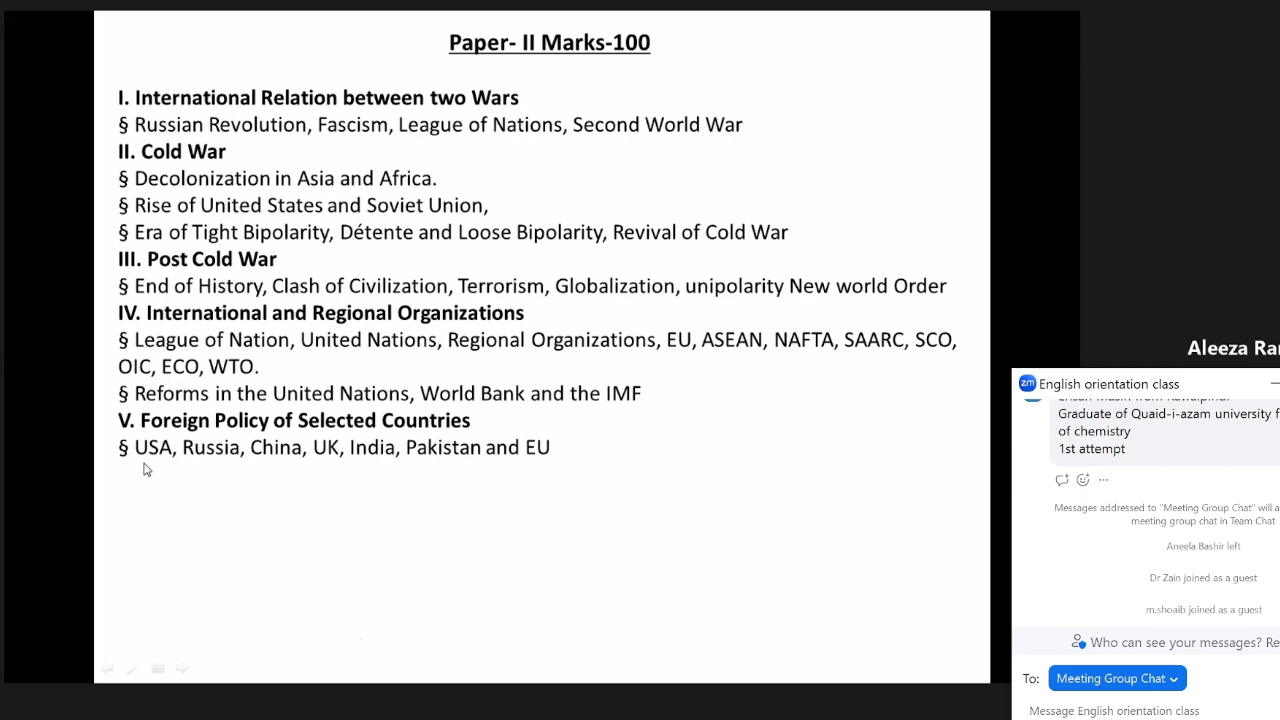 Paper- II Marks-100
I. International Relation between two Wars
§ Russian Revolution, Fascism, League of Nations, Second World War
II. Cold War
§ Decolonization in Asia and Africa.
§ Rise of United States and Soviet Union,
§ Era of Tight Bipolarity, Détente and Loose Bipolarity, Revival of Cold War
III. Post Cold War
§ End of History, Clash of Civilization, Terrorism, Globalization, unipolarity New world Order
IV. International and Regional Organizations
§ League of Nation, United Nations, Regional Organizations, EU, ASEAN, NAFTA, SAARC, SCO,
OIC, ECO, WTO.
§ Reforms in the United Nations, World Bank and the IMF
V. Foreign Policy of Selected Countries
§ USA, Russia, China, UK, India, Pakistan and EU
Aleeza Ra
zm English orientation class
from Rawalpindi
Graduate of Quaid-i-azam university f
of chemistry
1st attempt
Messages addressed to "Meeting Group Chat" will a
meeting group chat in Team Chat
Aneela Bashir left
Dr Zain joined as a guest
m.shoaib joined as a guest
Who can see your messages? Re
To: Meeting Group Chat
Message English orientation class